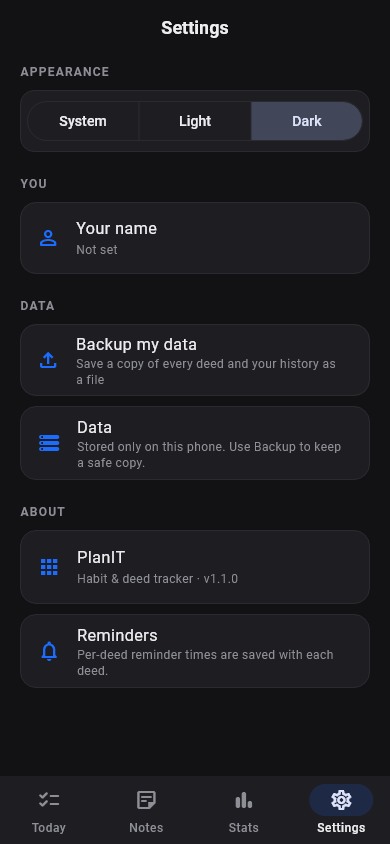 Settings
APPEARANCE
System
Light
Dark
YOU
Your name
Not set
DATA
Backup my data
Save a copy of every deed and your history as
a file
Data
Stored only on this phone. Use Backup to keep
a safe copy.
ABOUT
PlanIT
Habit & deed tracker · v1.1.0
Reminders
Per-deed reminder times are saved with each
deed.
Today
Notes
Stats
Settings